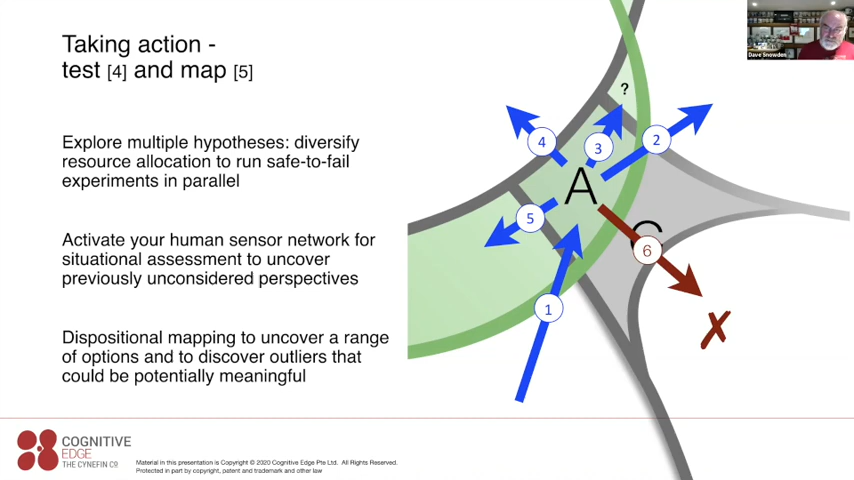 Taking action -
test [4] and map [5]
Explore multiple hypotheses: diversify
resource allocation to run safe-to-fail
experiments in parallel
Activate your human sensor network for
situational assessment to uncover
previously unconsidered perspectives
Dispositional mapping to uncover a range
of options and to discover outliers that
could be potentially meaningful
Dave Snowden
?
4
3
2
A
5
C
6
1
✗
COGNITIVE
EDGE
THE CYNEFIN CO
Material in this presentation is Copyright © 2020 Cognitive Edge Pte Ltd. All Rights Reserved.
Protected in part by copyright, patent and trademark and other law